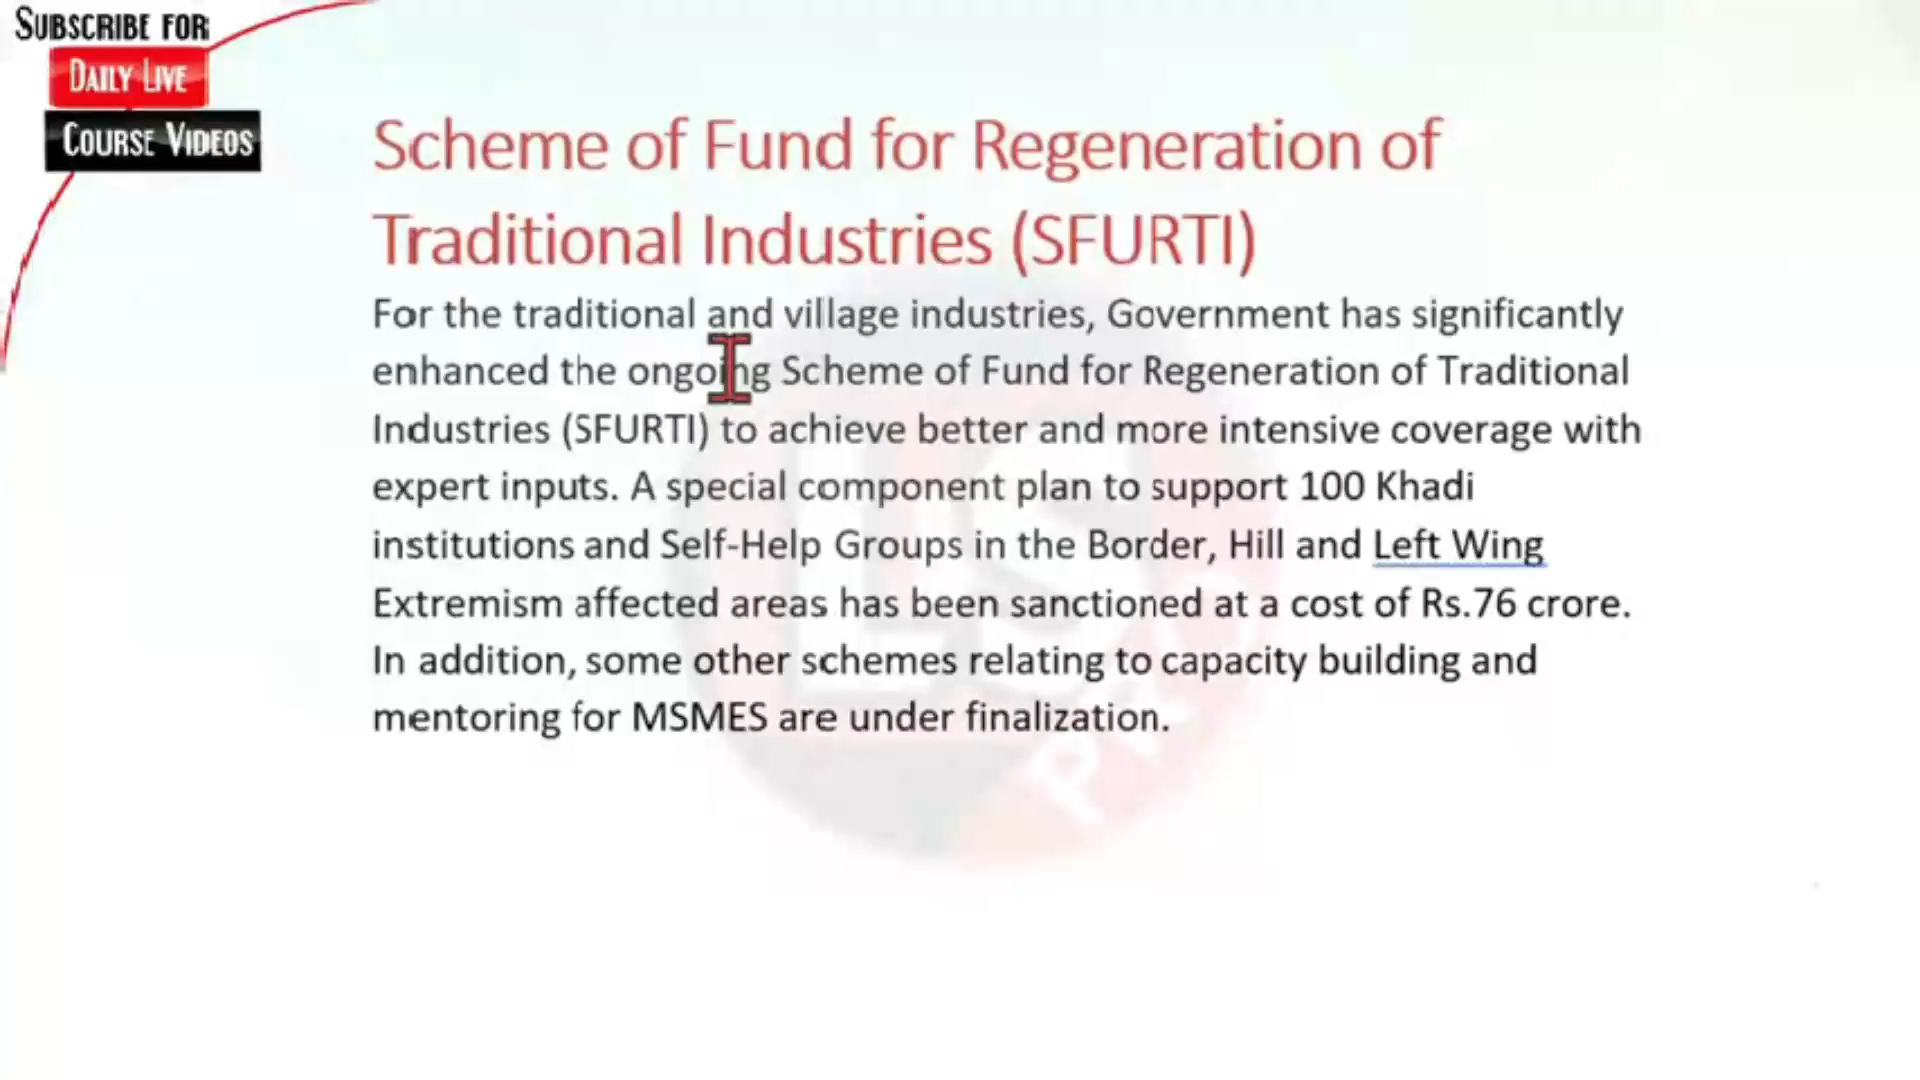 SUBSCRIBE FOR
DAILY LIVE
COURSE VIDEOS
Scheme of Fund for Regeneration of
Traditional Industries (SFURTI)
For the traditional and village industries, Government has significantly
enhanced the ongoing Scheme of Fund for Regeneration of Traditional
Industries (SFURTI) to achieve better and more intensive coverage with
expert inputs. A special component plan to support 100 Khadi
institutions and Self-Help Groups in the Border, Hill and Left Wing
Extremism affected areas has been sanctioned at a cost of Rs.76 crore.
In addition, some other schemes relating to capacity building and
mentoring for MSMES are under finalization.